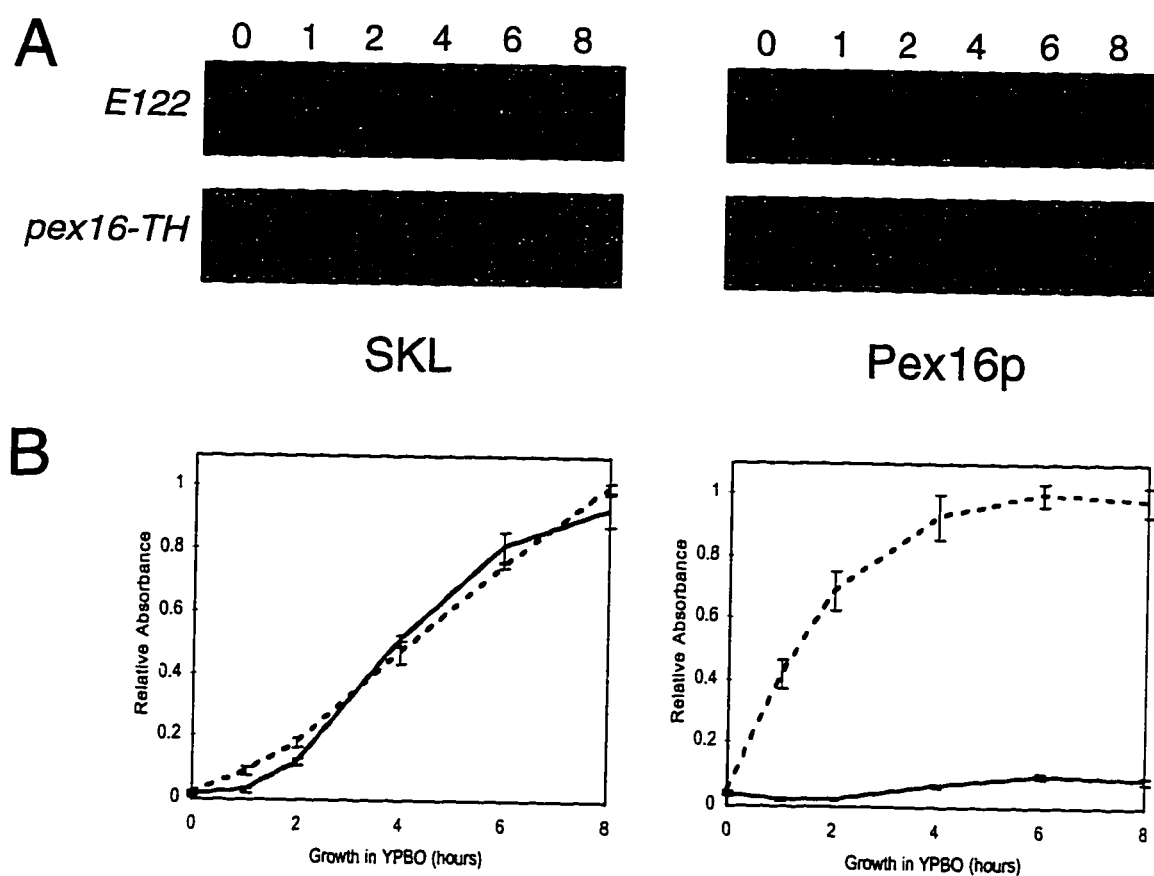 A
0 1 2 4 6 8
0 1 2 4 6 8
E122
pex16-TH
SKL
Pex16p
B
1
0.8
0.6
0.4
0.2
0
Relative Absorbance
0 2 4 6 8
Growth in YPBO (hours)
1
0.8
0.6
0.4
0.2
0
Relative Absorbance
0 2 4 6 8
Growth in YPBO (hours)